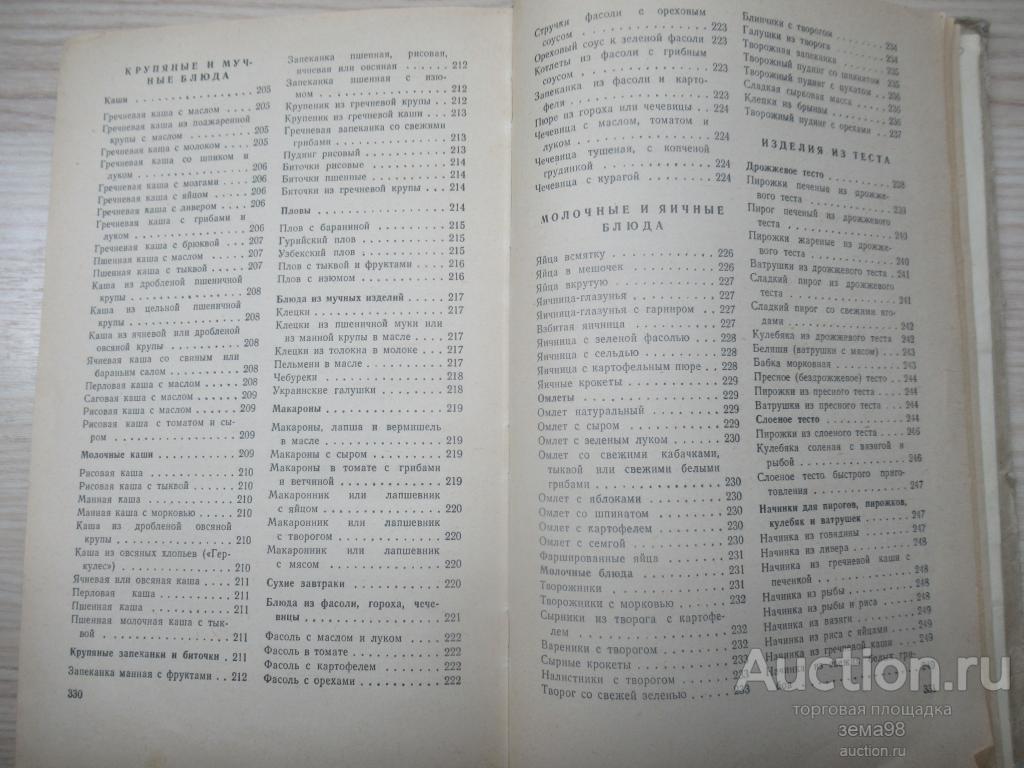 КРУПЯНЫЕ И МУЧ-
НЫЕ БЛЮДА
Каши . . . . . . . . . . . . . . 205
Гречневая каша с маслом . . 205
Гречневая каша из поджаренной
крупы с маслом . . . . . . 205
Гречневая каша с молоком . . 205
Гречневая каша со шпиком и
луком . . . . . . . . . . . . 206
Гречневая каша с мозгами . . . 206
Гречневая каша с яйцом . . . . 206
Гречневая каша с ливером . . . 206
Гречневая каша с грибами и
луком . . . . . . . . . . . . 206
Гречневая каша с брюквой . . . 207
Пшенная каша с маслом . . . . 207
Пшенная каша с тыквой . . . . 207
Каша из дробленой пшеничной
крупы . . . . . . . . . . . . 208
Каша из цельной пшеничной
крупы . . . . . . . . . . . . 208
Каша из ячневой или дробленой
овсяной крупы . . . . . . . . 208
Ячневая каша со свиным или
бараньим салом . . . . . . . 208
Перловая каша с маслом . . . . 208
Саговая каша с маслом . . . . . 209
Рисовая каша с маслом . . . . . 209
Рисовая каша с томатом и сы-
ром . . . . . . . . . . . . . 209
Молочные каши . . . . . . . . . 209
Рисовая каша . . . . . . . . . . 210
Рисовая каша с тыквой . . . . . 210
Манная каша . . . . . . . . . . 210
Манная каша с морковью . . . . 210
Каша из дробленой овсяной
крупы . . . . . . . . . . . . 210
Каша из овсяных хлопьев («Гер-
кулес») . . . . . . . . . . . 210
Ячневая или овсяная каша . . . 211
Перловая каша . . . . . . . . . 211
Пшенная каша . . . . . . . . . 211
Пшенная молочная каша с тык-
вой . . . . . . . . . . . . . 211
Крупяные запеканки и биточки . 211
Запеканка манная с фруктами . . 212
330
Запеканка пшенная, рисовая,
ячневая или овсяная . . . . 212
Запеканка пшенная с изю-
мом . . . . . . . . . . . . . 212
Крупеник из гречневой крупы . . 212
Крупеник из гречневой каши . . 213
Гречневая запеканка со свежими
грибами . . . . . . . . . . . 213
Пудинг рисовый . . . . . . . . 213
Биточки рисовые . . . . . . . . 214
Биточки пшенные . . . . . . . . 214
Биточки из гречневой крупы . . . 214
Пловы . . . . . . . . . . . . . 214
Плов с бараниной . . . . . . . 215
Гурийский плов . . . . . . . . 215
Узбекский плов . . . . . . . . 215
Плов с тыквой и фруктами . . . 216
Плов с изюмом . . . . . . . . . 216
Блюда из мучных изделий . . . . 217
Клецки . . . . . . . . . . . . . 217
Клецки из пшеничной муки или
из манной крупы в масле . . . 217
Клецки из толокна в молоке . . . 217
Пельмени в масле . . . . . . . . 217
Чебуреки . . . . . . . . . . . . 218
Украинские галушки . . . . . . 218
Макароны . . . . . . . . . . . . 219
Макароны, лапша и вермишель
в масле . . . . . . . . . . . 219
Макароны с сыром . . . . . . . 219
Макароны в томате с грибами
и ветчиной . . . . . . . . . . 219
Макаронник или лапшевник
с яйцом . . . . . . . . . . . 220
Макаронник или лапшевник
с творогом . . . . . . . . . . 220
Макаронник или лапшевник
с мясом . . . . . . . . . . . 220
Сухие завтраки . . . . . . . . . 220
Блюда из фасоли, гороха, чече-
вицы . . . . . . . . . . . . . 221
Фасоль с маслом и луком . . . . 222
Фасоль в томате . . . . . . . . 222
Фасоль с картофелем . . . . . . 222
Фасоль с орехами . . . . . . . . 222
Стручки фасоли с ореховым
соусом . . . . . . . . . . . . 223
Ореховый соус к зеленой фасоли 223
Котлеты из фасоли с грибным
соусом . . . . . . . . . . . . 223
Запеканка из фасоли и карто-
феля . . . . . . . . . . . . . 223
Пюре из гороха или чечевицы . . 224
Чечевица с маслом, томатом и
луком . . . . . . . . . . . . 224
Чечевица тушеная, с копченой
грудинкой . . . . . . . . . . 224
Чечевица с курагой . . . . . . . 224
МОЛОЧНЫЕ И ЯИЧНЫЕ
БЛЮДА
Яйца всмятку . . . . . . . . . . 226
Яйца в мешочек . . . . . . . . . 226
Яйца вкрутую . . . . . . . . . . 227
Яичница-глазунья . . . . . . . . 227
Яичница-глазунья с гарниром . . 227
Взбитая яичница . . . . . . . . 227
Яичница с зеленой фасолью . . . 228
Яичница с сельдью . . . . . . . 228
Яичница с картофельным пюре . . 228
Яичные крокеты . . . . . . . . . 229
Омлеты . . . . . . . . . . . . . 229
Омлет натуральный . . . . . . . 229
Омлет с сыром . . . . . . . . . 229
Омлет с зеленым луком . . . . . 230
Омлет со свежими кабачками,
тыквой или свежими белыми
грибами . . . . . . . . . . . 230
Омлет с яблоками . . . . . . . . 230
Омлет со шпинатом . . . . . . . 230
Омлет с картофелем . . . . . . . 230
Омлет с семгой . . . . . . . . . 230
Фаршированные яйца . . . . . . 231
Молочные блюда . . . . . . . . . 231
Творожники . . . . . . . . . . . 231
Творожники с морковью . . . . . 232
Сырники из творога с картофе-
лем . . . . . . . . . . . . . 232
Вареники с творогом . . . . . . 232
Сырные крокеты . . . . . . . . 232
Налистники с творогом . . . . .
Творог со свежей зеленью . . . . 233
Блинчики с творогом . . . . . . 234
Галушки из творога . . . . . . . 234
Творожная запеканка . . . . . . 235
Творожный пудинг со шпинатом . 235
Творожный пудинг с цукатом . . 236
Сладкая сырковая масса . . . . 236
Клецки из брынзы . . . . . . . . 236
Творожный пудинг с орехами . . 237
ИЗДЕЛИЯ ИЗ ТЕСТА
Дрожжевое тесто . . . . . . . . 238
Пирожки печеные из дрожже-
вого теста . . . . . . . . . . 239
Пирог печеный из дрожжевого
теста . . . . . . . . . . . . 240
Пирожки жареные из дрожже-
вого теста . . . . . . . . . . 240
Ватрушки из дрожжевого теста . 241
Сладкий пирог из дрожжевого
теста . . . . . . . . . . . . 241
Сладкий пирог со свежими яго-
дами . . . . . . . . . . . . . 242
Кулебяка из дрожжевого теста 242
Беляши (ватрушки с мясом) . . 243
Бабка морковная . . . . . . . . 243
Пресное (бездрожжевое) тесто . 244
Пирожки из пресного теста . . . 244
Ватрушки из пресного теста . . . 244
Слоеное тесто . . . . . . . . . 244
Пирожки из слоеного теста . . . 246
Кулебяка соленая с вязигой и
рыбой . . . . . . . . . . . . 246
Слоеное тесто быстрого приго-
товления . . . . . . . . . . . 247
Начинки для пирогов, пирожков,
кулебяк и ватрушек . . . . . 247
Начинка из говядины . . . . . . 247
Начинка из ливера . . . . . . .
Начинка из гречневой каши с
печенкой . . . . . . . . . . . 248
Начинка из рыбы . . . . . . . . 248
Начинка из рыбы и риса . . . . 248
Начинка из вязиги . . . . . . . 249
Начинка из риса с яйцами . . . . 249
Начинка из гречневой каши . . . 249
331
Auction.ru
торговая площадка
зема98
auction.ru